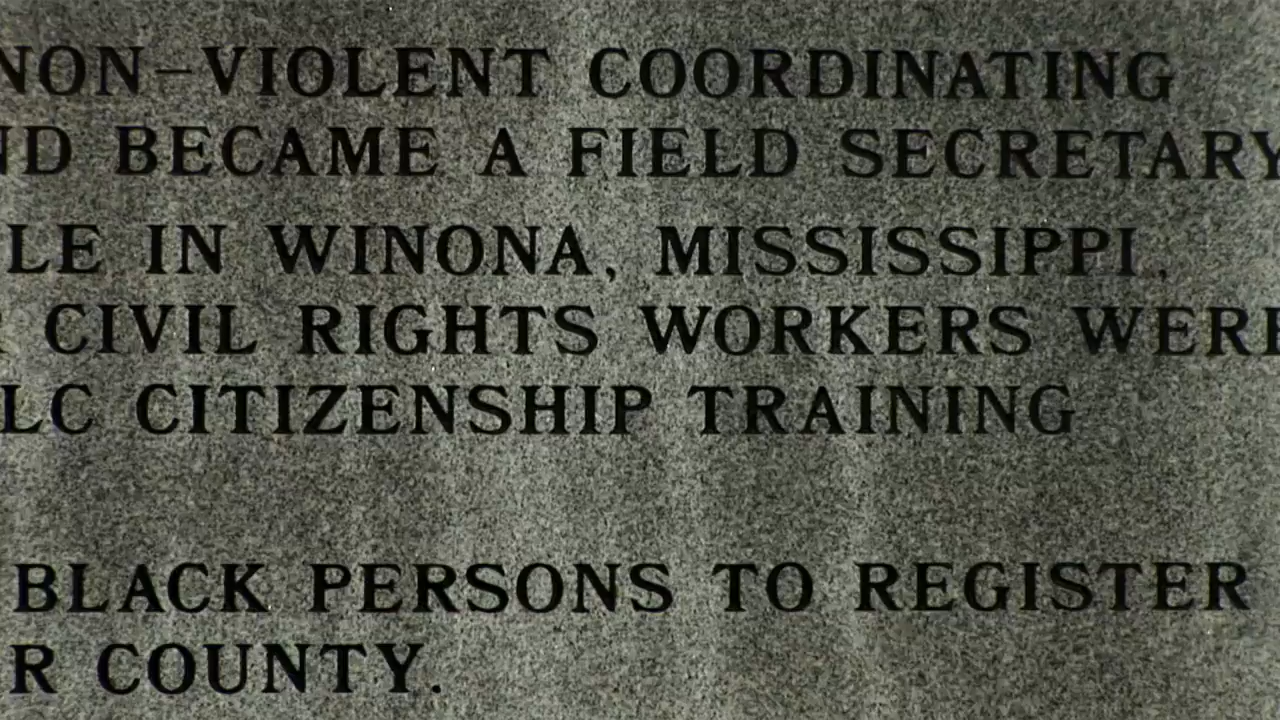 NON-VIOLENT COORDINATING
ND BECAME A FIELD SECRETARY
LE IN WINONA, MISSISSIPPI,
R CIVIL RIGHTS WORKERS WERE
LC CITIZENSHIP TRAINING
BLACK PERSONS TO REGISTER
R COUNTY.